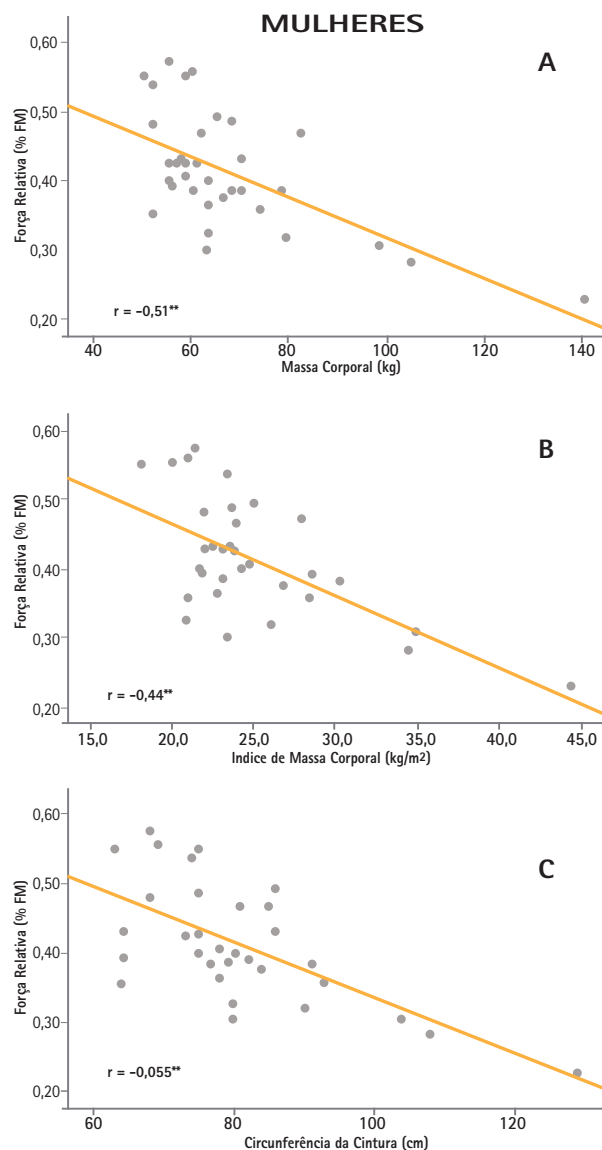 MULHERES
A
Força Relativa (% FM)
0,60
0,50
0,40
0,30
0,20
r = -0,51**
40
60
80
100
120
140
Massa Corporal (kg)
B
Força Relativa (% FM)
0,60
0,50
0,40
0,30
0,20
r = -0,44**
15,0
20,0
25,0
30,0
35,0
40,0
45,0
Indice de Massa Corporal (kg/m2)
C
Força Relativa (% FM)
0,60
0,50
0,40
0,30
0,20
r = -0,055**
60
80
100
120
Circunferência da Cintura (cm)